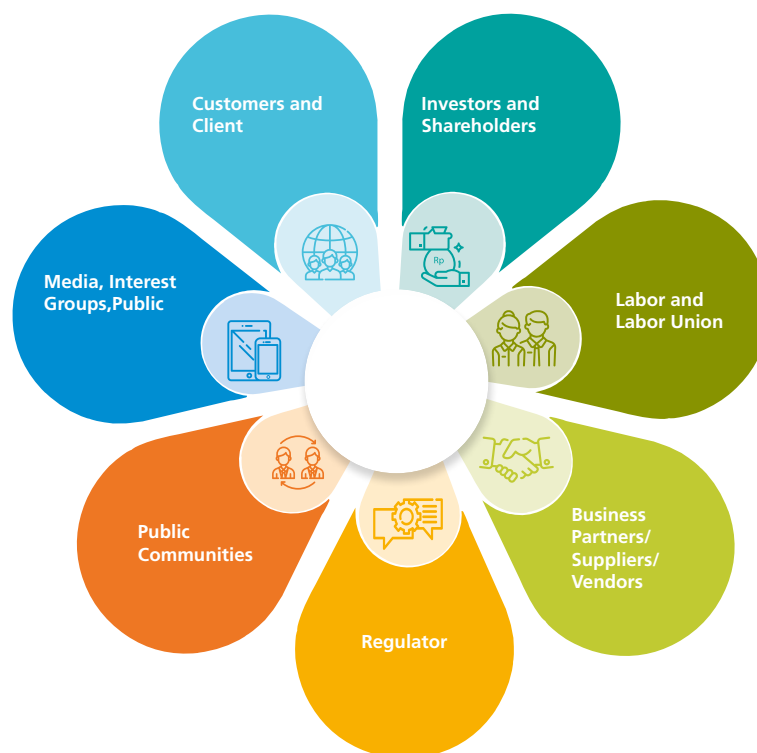 Customers and
Client
Investors and
Shareholders
Rp
Media, Interest
Groups,Public
Labor and
Labor Union
Public
Communities
Business
Partners/
Suppliers/
Vendors
Regulator